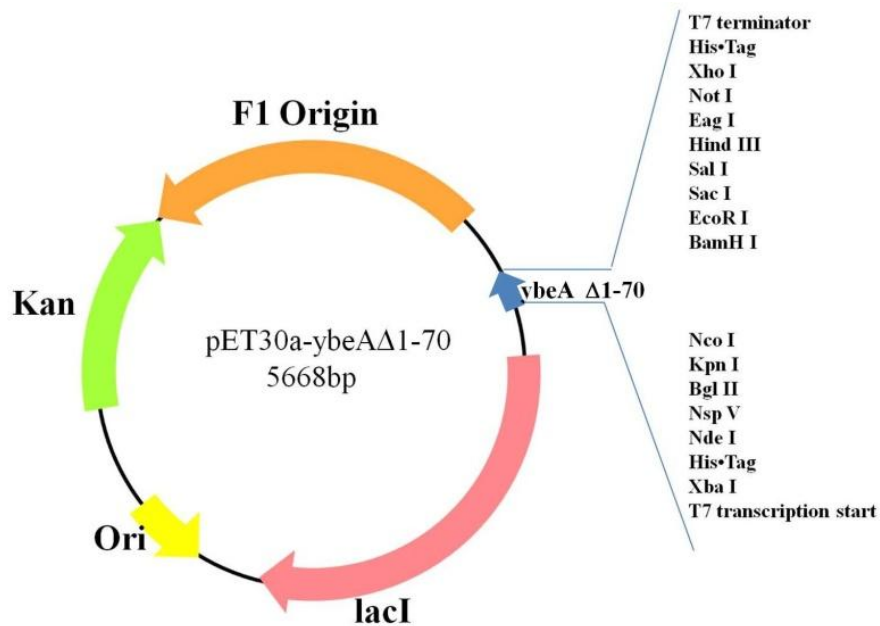 T7 terminator
His•Tag
Xho I
Not I
Eag I
Hind III
Sal I
Sac I
EcoR I
BamH I
F1 Origin
Kan
ybeA Δ1-70
pET30a-ybeAΔ1-70
5668bp
Nco I
Kpn I
Bgl II
Nsp V
Nde I
His•Tag
Xba I
T7 transcription start
Ori
lacI